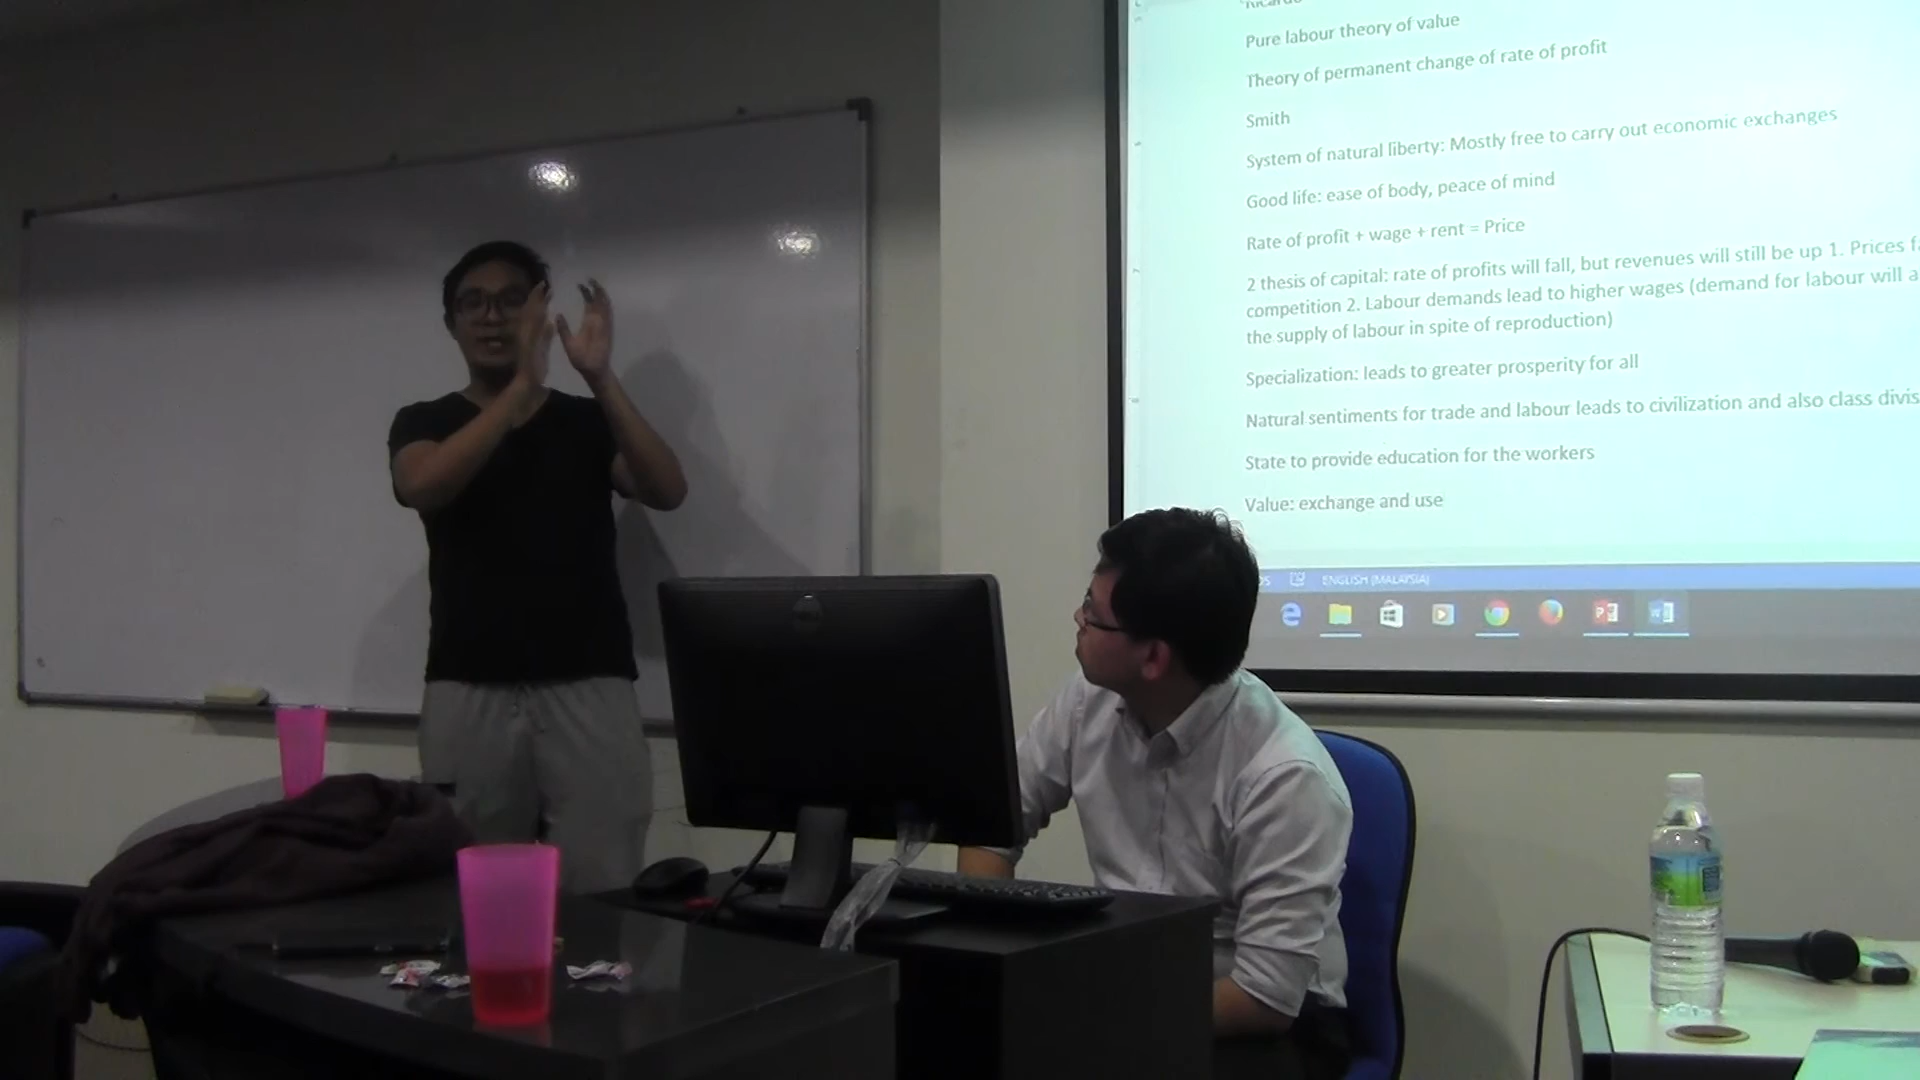 Ricardo
Pure labour theory of value
Theory of permanent change of rate of profit
Smith
System of natural liberty: Mostly free to carry out economic exchanges
Good life: ease of body, peace of mind
Rate of profit + wage + rent = Price
2 thesis of capital: rate of profits will fall, but revenues will still be up 1. Prices
competition 2. Labour demands lead to higher wages (demand for labour will
the supply of labour in spite of reproduction)
Specialization: leads to greater prosperity for all
Natural sentiments for trade and labour leads to civilization and also class
State to provide education for the workers
Value: exchange and use
ENGLISH (MALAYSIA)